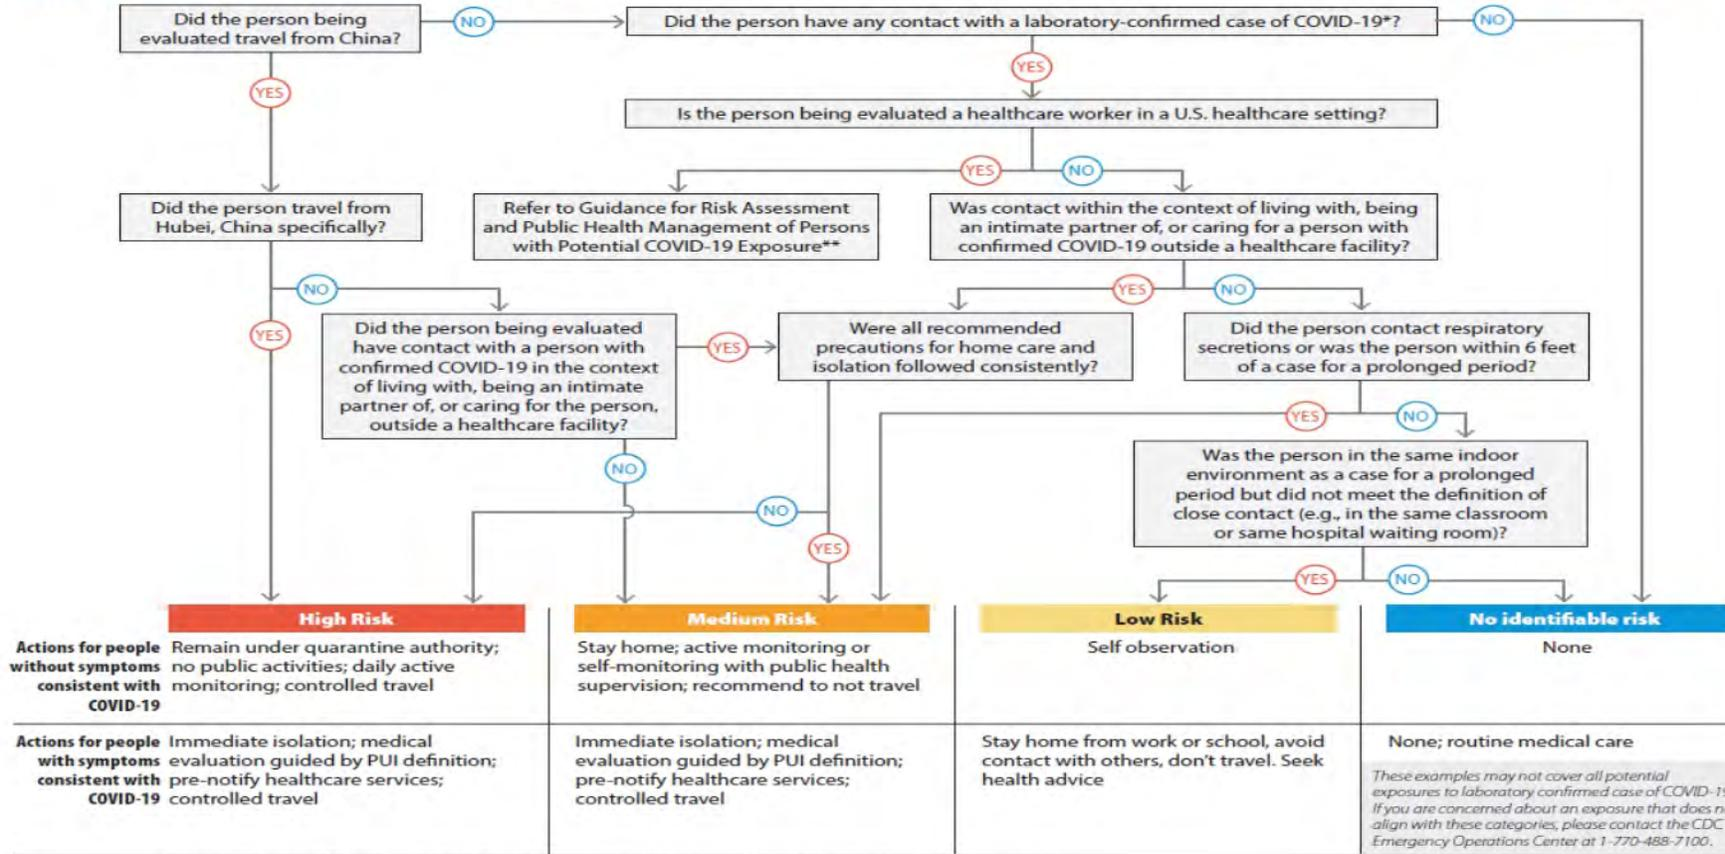 Did the person being
evaluated travel from China?
NO
Did the person have any contact with a laboratory-confirmed case of COVID-19*?
NO
YES
YES
Is the person being evaluated a healthcare worker in a U.S. healthcare setting?
YES
NO
Did the person travel from
Hubei, China specifically?
Refer to Guidance for Risk Assessment
and Public Health Management of Persons
with Potential COVID-19 Exposure**
Was contact within the context of living with, being
an intimate partner of, or caring for a person with
confirmed COVID-19 outside a healthcare facility?
NO
YES
NO
YES
Did the person being evaluated
have contact with a person with
confirmed COVID-19 in the context
of living with, being an intimate
partner of, or caring for the person,
outside a healthcare facility?
YES
Were all recommended
precautions for home care and
isolation followed consistently?
Did the person contact respiratory
secretions or was the person within 6 feet
of a case for a prolonged period?
YES
NO
NO
Was the person in the same indoor
environment as a case for a prolonged
period but did not meet the definition of
close contact (e.g., in the same classroom
or same hospital waiting room)?
NO
YES
YES
NO
High Risk
Medium Risk
Low Risk
No identifiable risk
Actions for people
without symptoms
consistent with
COVID-19
Remain under quarantine authority;
no public activities; daily active
monitoring; controlled travel
Stay home; active monitoring or
self-monitoring with public health
supervision; recommend to not travel
Self observation
None
Actions for people
with symptoms
consistent with
COVID-19
Immediate isolation; medical
evaluation guided by PUI definition;
pre-notify healthcare services;
controlled travel
Immediate isolation; medical
evaluation guided by PUI definition;
pre-notify healthcare services;
controlled travel
Stay home from work or school, avoid
contact with others, don't travel. Seek
health advice
None; routine medical care
These examples may not cover all potential
exposures to laboratory confirmed case of COVID-19
If you are concerned about an exposure that does
align with these categories, please contact the CDC
Emergency Operations Center at 1-770-488-7100.